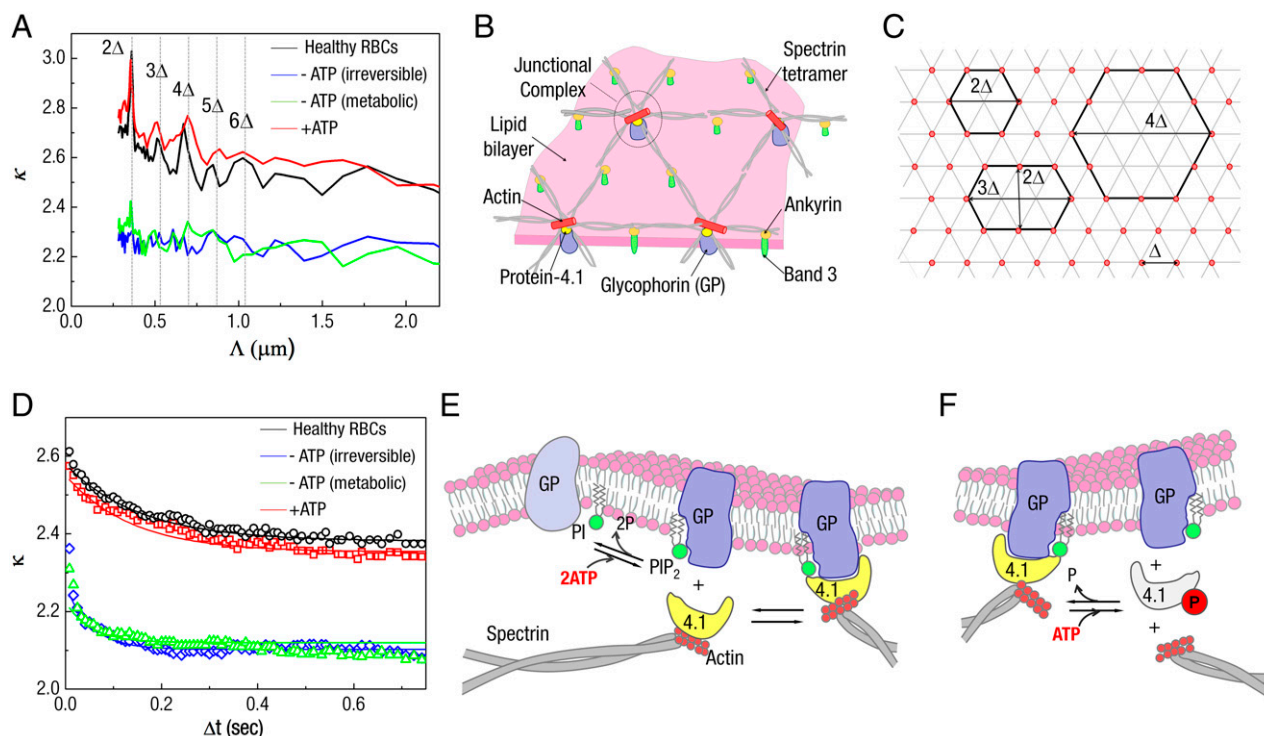 A
2Δ
3Δ
4Δ
5Δ
6Δ
Healthy RBCs
- ATP (irreversible)
- ATP (metabolic)
+ATP
3.0
2.8
2.6
2.4
2.2
2.0
κ
0.0
0.5
1.0
1.5
2.0
Λ (μm)
B
Junctional
Complex
Spectrin
tetramer
Lipid
bilayer
Actin
Ankyrin
Protein-4.1
Glycophorin (GP)
Band 3
C
2Δ
4Δ
3Δ
2Δ
Δ
D
Healthy RBCs
- ATP (irreversible)
- ATP (metabolic)
+ATP
2.6
2.4
2.2
2.0
κ
0.0
0.2
0.4
0.6
Δt (sec)
E
GP
GP
GP
PI
2P
2ATP
PIP2
+
4.1
4.1
Spectrin
Actin
F
GP
GP
4.1
P
ATP
+
4.1
P
+